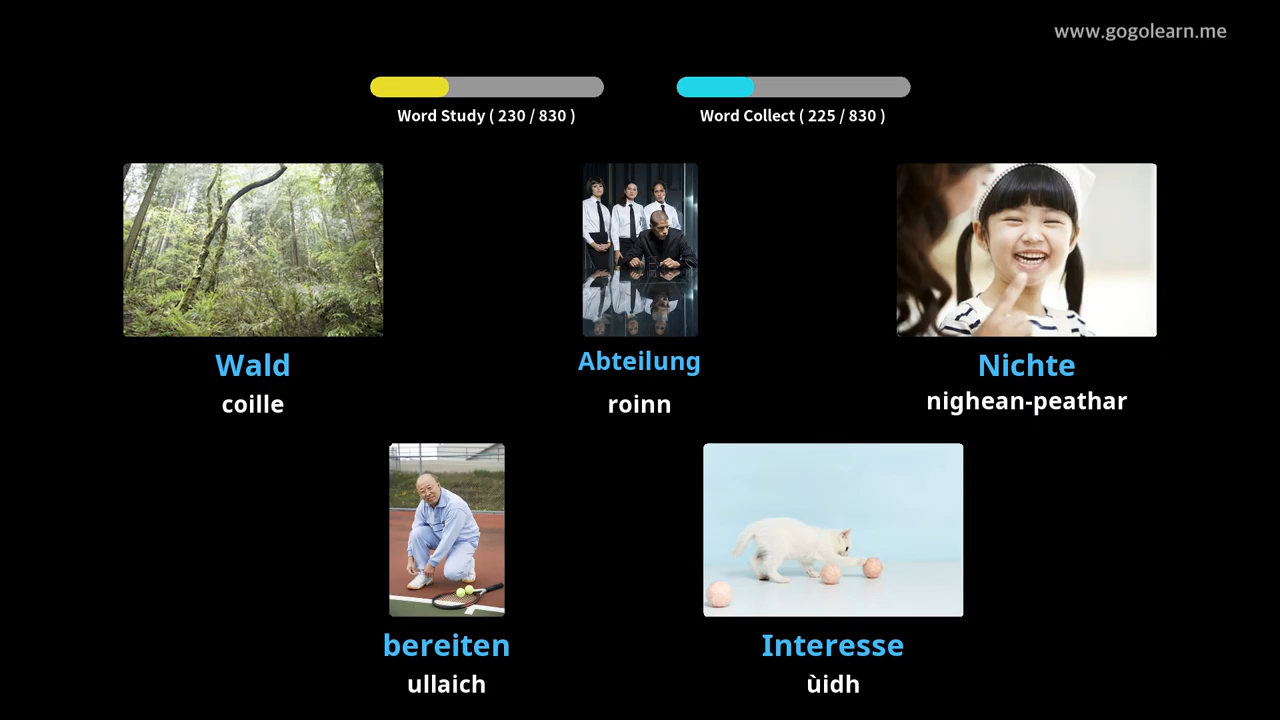 www.gogolearn.me
Word Study ( 230 / 830 )
Word Collect ( 225 / 830 )
Wald
coille
Abteilung
roinn
Nichte
nighean-peathar
bereiten
ullaich
Interesse
ùidh